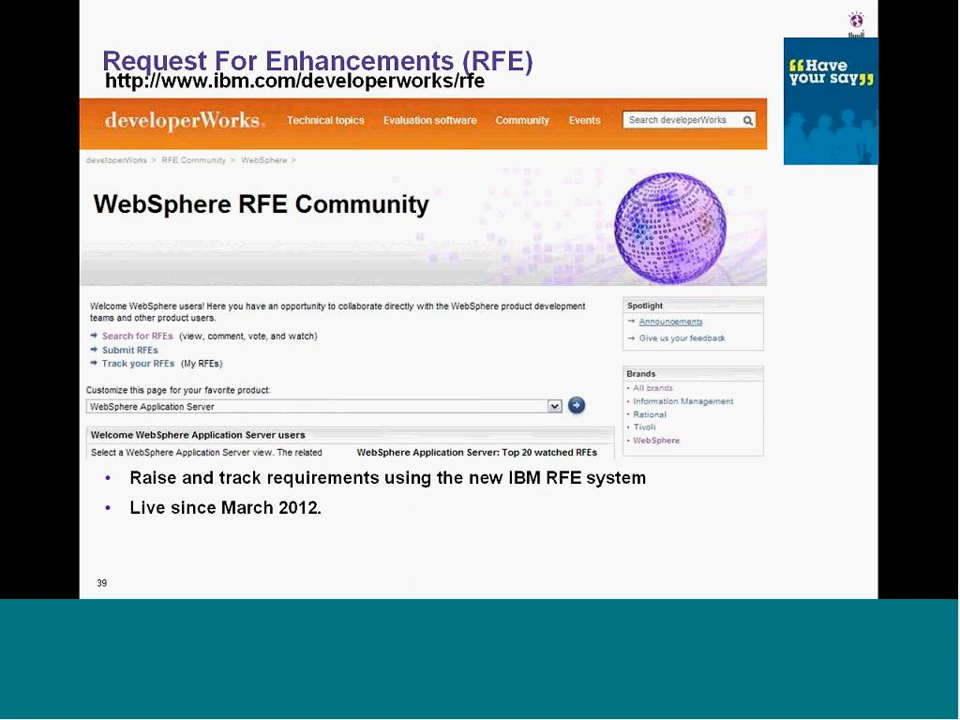 Request For Enhancements (RFE)
http://www.ibm.com/developerworks/rfe
“Have
your say”
developerWorks.
Technical topics Evaluation software Community Events Search developerWorks
developerWorks > RFE Community > WebSphere >
WebSphere RFE Community
Welcome WebSphere users! Here you have an opportunity to collaborate directly with the WebSphere product development
teams and other product users.
Search for RFEs (view, comment, vote, and watch)
Submit RFEs
Track your RFEs (My RFEs)
Customize this page for your favorite product:
WebSphere Application Server
Welcome WebSphere Application Server users
Select a WebSphere Application Server view. The related WebSphere Application Server: Top 20 watched RFEs
Spotlight
Announcements
Give us your feedback
Brands
All brands
Information Management
Rational
Tivoli
WebSphere
• Raise and track requirements using the new IBM RFE system
• Live since March 2012.
39